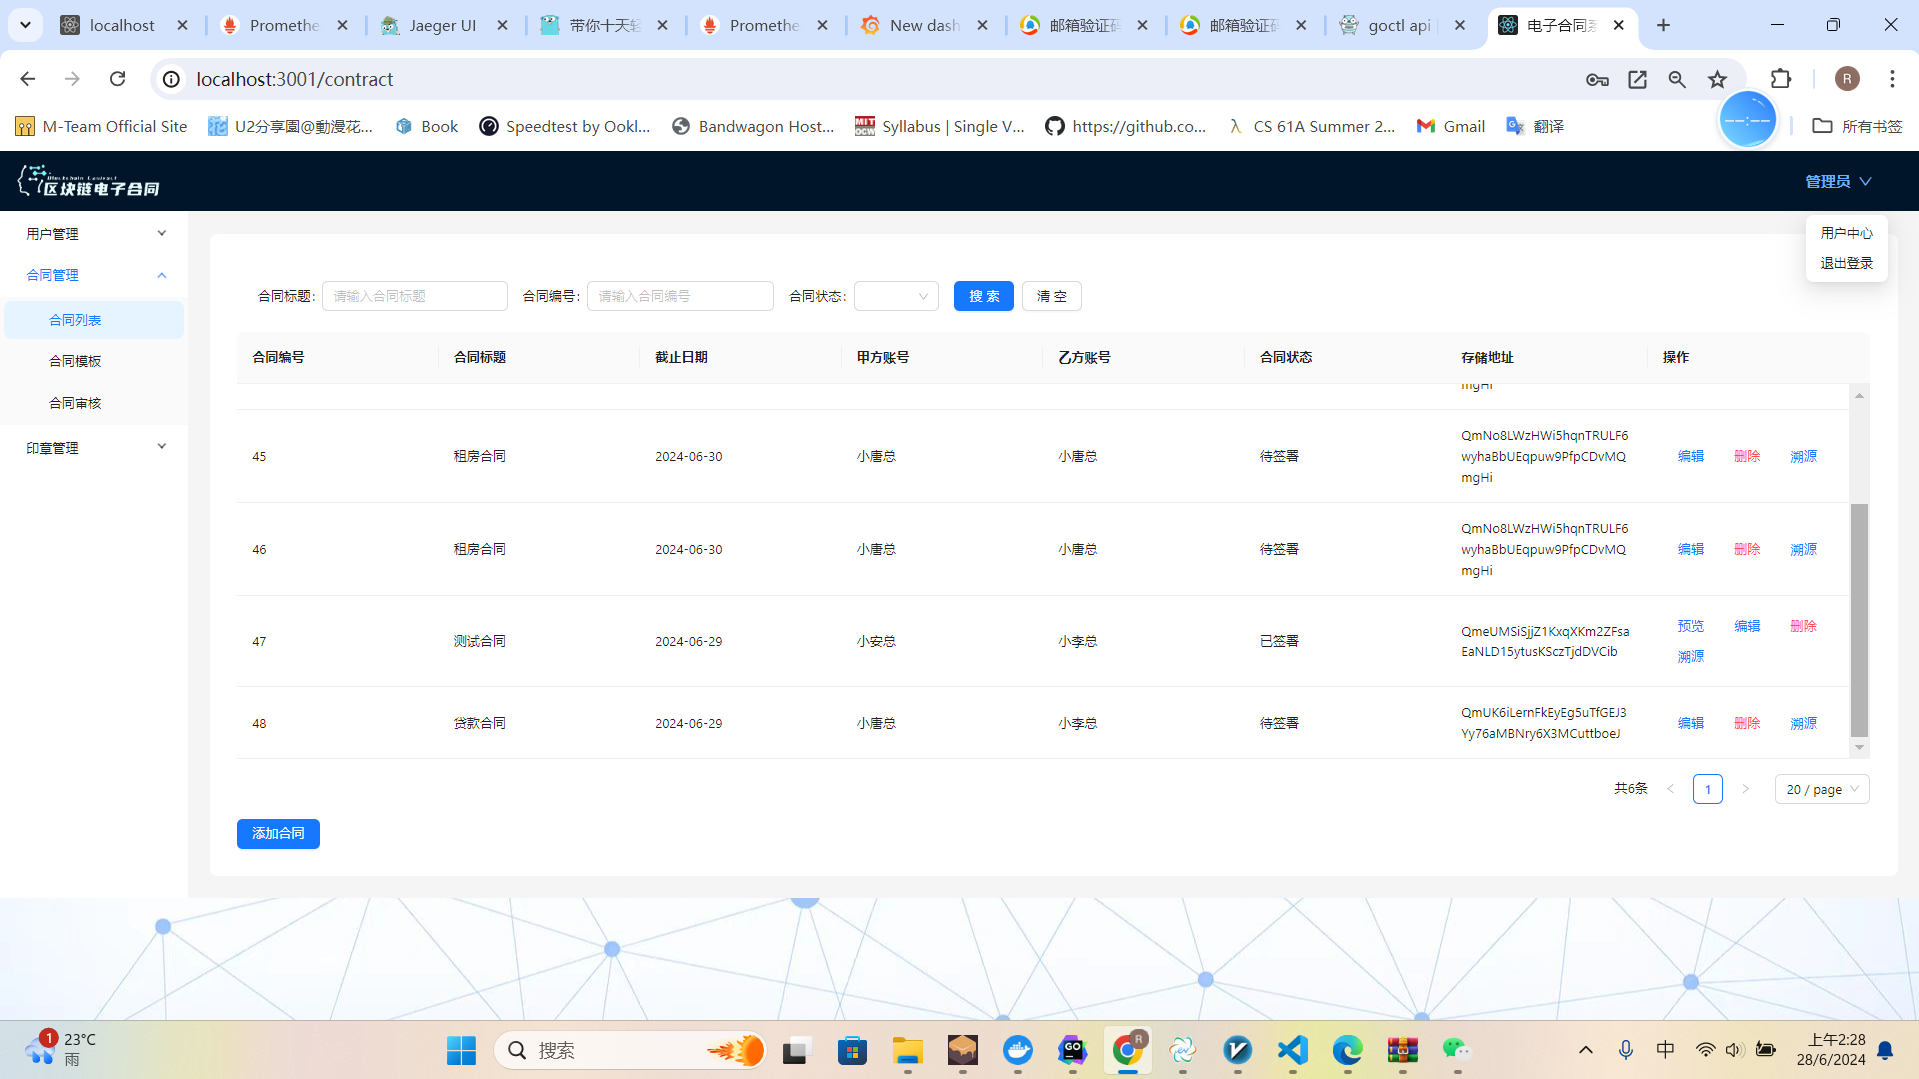 localhost
Promethe
Jaeger UI
带你十天轻
Promethe
New dash
邮箱验证码
邮箱验证码
goctl api
电子合同系
localhost:3001/contract
R
M-Team Official Site
U2分享園@動漫花...
Book
Speedtest by Ookl...
Bandwagon Host...
Syllabus | Single V...
https://github.co...
CS 61A Summer 2...
Gmail
翻译
所有书签
区块链电子合同
管理员
用户中心
退出登录
用户管理
合同管理
合同列表
合同模板
合同审核
印章管理
合同标题: 请输入合同标题 合同编号: 请输入合同编号 合同状态: 搜 索 清 空
合同编号 合同标题 截止日期 甲方账号 乙方账号 合同状态 存储地址 操作
mgHi
45 租房合同 2024-06-30 小唐总 小唐总 待签署
QmNo8LWzHWi5hqnTRULF6
wyhaBbUEqpuw9PfpCDvMQ
mgHi
编辑 删除 溯源
46 租房合同 2024-06-30 小唐总 小唐总 待签署
QmNo8LWzHWi5hqnTRULF6
wyhaBbUEqpuw9PfpCDvMQ
mgHi
编辑 删除 溯源
47 测试合同 2024-06-29 小安总 小李总 已签署
QmeUMSiSjjZ1KxqXKm2ZFsa
EaNLD15ytusKSczTjdDVCib
预览 编辑 删除
溯源
48 贷款合同 2024-06-29 小唐总 小李总 待签署
QmUK6iLernFkEyEg5uTfGEJ3
Yy76aMBNry6X3MCuttboeJ
编辑 删除 溯源
共6条 < 1 > 20 / page
添加合同
1
23°C
雨
搜索
中
上午2:28
28/6/2024